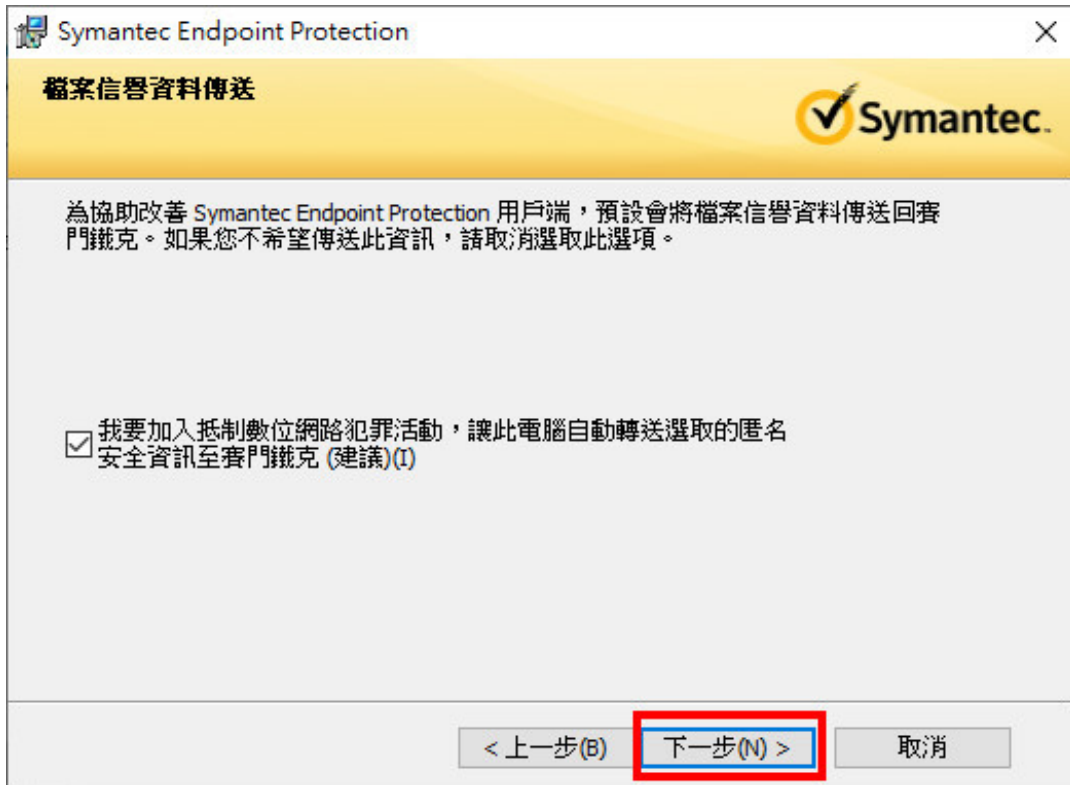 Symantec Endpoint Protection
檔案信譽資料傳送
Symantec.
為協助改善 Symantec Endpoint Protection 用戶端，預設會將檔案信譽資料傳送回賽
門鐵克。如果您不希望傳送此資訊，請取消選取此選項。
我要加入抵制數位網路犯罪活動，讓此電腦自動轉送選取的匿名
安全資訊至賽門鐵克 (建議)(I)
< 上一步(B)
下一步(N) >
取消